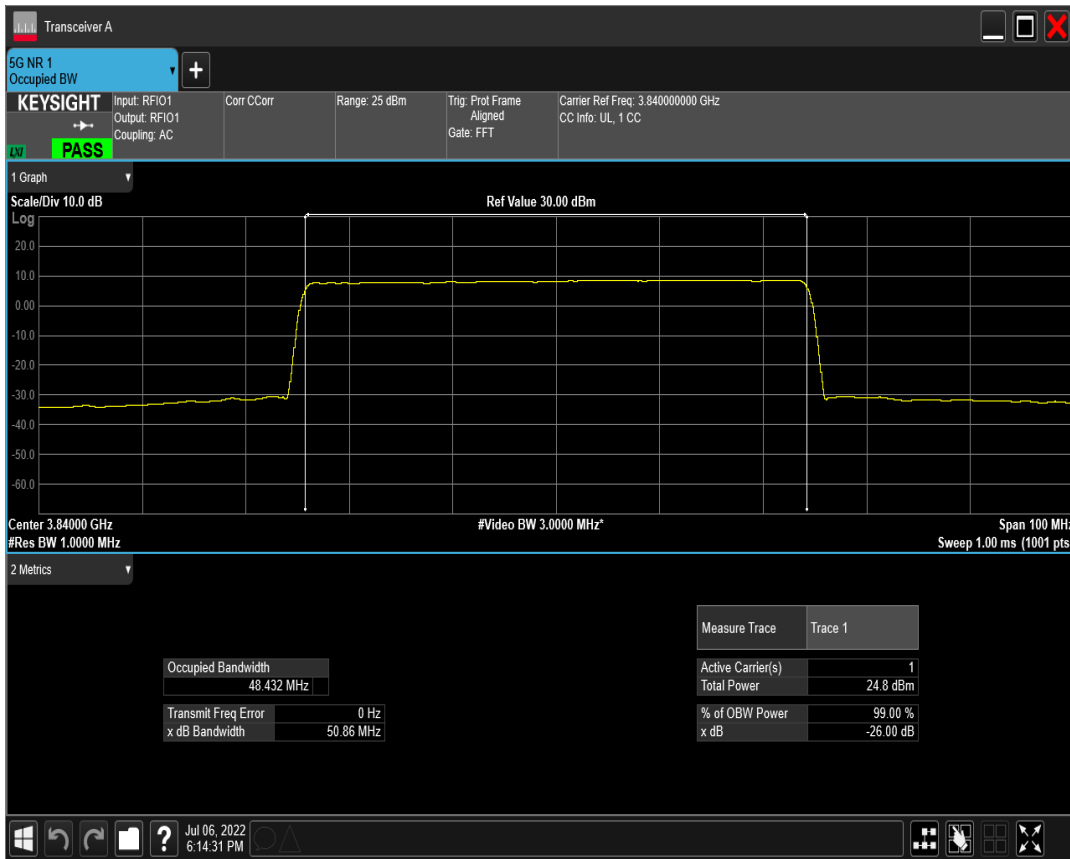 Transceiver A
5G NR 1
Occupied BW
KEYSIGHT
LXI
PASS
Input: RFIO1
Output: RFIO1
Coupling: AC
Corr CCorr
Range: 25 dBm
Trig: Prot Frame
Aligned
Gate: FFT
Carrier Ref Freq: 3.840000000 GHz
CC Info: UL, 1 CC
1 Graph
Scale/Div 10.0 dB
Ref Value 30.00 dBm
Log
20.0
10.0
0.00
-10.0
-20.0
-30.0
-40.0
-50.0
-60.0
Center 3.84000 GHz
#Video BW 3.0000 MHz*
Span 100 MHz
#Res BW 1.0000 MHz
Sweep 1.00 ms (1001 pts
2 Metrics
Measure Trace Trace 1
Occupied Bandwidth
48.432 MHz
Active Carrier(s) 1
Total Power 24.8 dBm
Transmit Freq Error 0 Hz
x dB Bandwidth 50.86 MHz
% of OBW Power 99.00 %
x dB -26.00 dB
?
Jul 06, 2022
6:14:31 PM